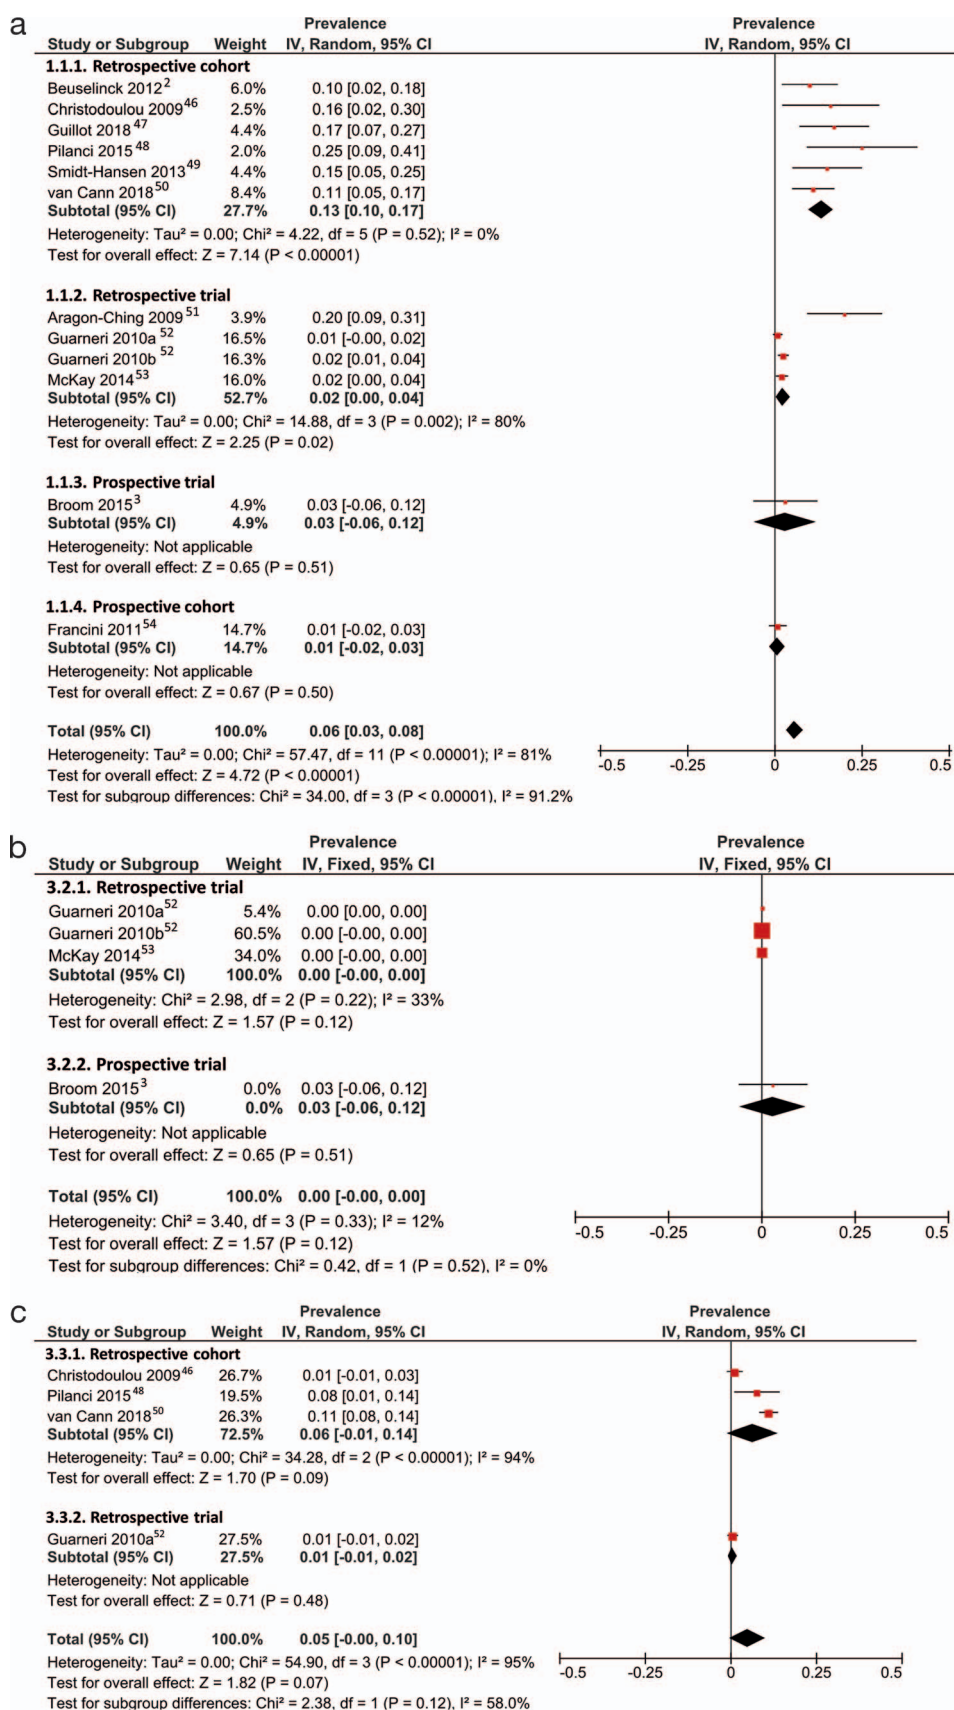 a
Prevalence Prevalence
Study or Subgroup Weight IV, Random, 95% CI IV, Random, 95% CI
1.1.1. Retrospective cohort
Beuselinck 2012² 6.0% 0.10 [0.02, 0.18]
Christodoulou 2009⁴⁶ 2.5% 0.16 [0.02, 0.30]
Guillot 2018⁴⁷ 4.4% 0.17 [0.07, 0.27]
Pilanci 2015⁴⁸ 2.0% 0.25 [0.09, 0.41]
Smidt-Hansen 2013⁴⁹ 4.4% 0.15 [0.05, 0.25]
van Cann 2018⁵⁰ 8.4% 0.11 [0.05, 0.17]
Subtotal (95% CI) 27.7% 0.13 [0.10, 0.17]
Heterogeneity: Tau² = 0.00; Chi² = 4.22, df = 5 (P = 0.52); I² = 0%
Test for overall effect: Z = 7.14 (P < 0.00001)
1.1.2. Retrospective trial
Aragon-Ching 2009⁵¹ 3.9% 0.20 [0.09, 0.31]
Guarneri 2010a⁵² 16.5% 0.01 [-0.00, 0.02]
Guarneri 2010b⁵² 16.3% 0.02 [0.01, 0.04]
McKay 2014⁵³ 16.0% 0.02 [0.00, 0.04]
Subtotal (95% CI) 52.7% 0.02 [0.00, 0.04]
Heterogeneity: Tau² = 0.00; Chi² = 14.88, df = 3 (P = 0.002); I² = 80%
Test for overall effect: Z = 2.25 (P = 0.02)
1.1.3. Prospective trial
Broom 2015³ 4.9% 0.03 [-0.06, 0.12]
Subtotal (95% CI) 4.9% 0.03 [-0.06, 0.12]
Heterogeneity: Not applicable
Test for overall effect: Z = 0.65 (P = 0.51)
1.1.4. Prospective cohort
Francini 2011⁵⁴ 14.7% 0.01 [-0.02, 0.03]
Subtotal (95% CI) 14.7% 0.01 [-0.02, 0.03]
Heterogeneity: Not applicable
Test for overall effect: Z = 0.67 (P = 0.50)
Total (95% CI) 100.0% 0.06 [0.03, 0.08]
Heterogeneity: Tau² = 0.00; Chi² = 57.47, df = 11 (P < 0.00001); I² = 81%
Test for overall effect: Z = 4.72 (P < 0.00001)
Test for subgroup differences: Chi² = 34.00, df = 3 (P < 0.00001), I² = 91.2%
-0.5 -0.25 0 0.25 0.5
b
Prevalence Prevalence
Study or Subgroup Weight IV, Fixed, 95% CI IV, Fixed, 95% CI
3.2.1. Retrospective trial
Guarneri 2010a⁵² 5.4% 0.00 [0.00, 0.00]
Guarneri 2010b⁵² 60.5% 0.00 [-0.00, 0.00]
McKay 2014⁵³ 34.0% 0.00 [-0.00, 0.00]
Subtotal (95% CI) 100.0% 0.00 [-0.00, 0.00]
Heterogeneity: Chi² = 2.98, df = 2 (P = 0.22); I² = 33%
Test for overall effect: Z = 1.57 (P = 0.12)
3.2.2. Prospective trial
Broom 2015³ 0.0% 0.03 [-0.06, 0.12]
Subtotal (95% CI) 0.0% 0.03 [-0.06, 0.12]
Heterogeneity: Not applicable
Test for overall effect: Z = 0.65 (P = 0.51)
Total (95% CI) 100.0% 0.00 [-0.00, 0.00]
Heterogeneity: Chi² = 3.40, df = 3 (P = 0.33); I² = 12%
Test for overall effect: Z = 1.57 (P = 0.12)
Test for subgroup differences: Chi² = 0.42, df = 1 (P = 0.52), I² = 0%
-0.5 -0.25 0 0.25 0.5
c
Prevalence Prevalence
Study or Subgroup Weight IV, Random, 95% CI IV, Random, 95% CI
3.3.1. Retrospective cohort
Christodoulou 2009⁴⁶ 26.7% 0.01 [-0.01, 0.03]
Pilanci 2015⁴⁸ 19.5% 0.08 [0.01, 0.14]
van Cann 2018⁵⁰ 26.3% 0.11 [0.08, 0.14]
Subtotal (95% CI) 72.5% 0.06 [-0.01, 0.14]
Heterogeneity: Tau² = 0.00; Chi² = 34.28, df = 2 (P < 0.00001); I² = 94%
Test for overall effect: Z = 1.70 (P = 0.09)
3.3.2. Retrospective trial
Guarneri 2010a⁵² 27.5% 0.01 [-0.01, 0.02]
Subtotal (95% CI) 27.5% 0.01 [-0.01, 0.02]
Heterogeneity: Not applicable
Test for overall effect: Z = 0.71 (P = 0.48)
Total (95% CI) 100.0% 0.05 [-0.00, 0.10]
Heterogeneity: Tau² = 0.00; Chi² = 54.90, df = 3 (P < 0.00001); I² = 95%
Test for overall effect: Z = 1.82 (P = 0.07)
Test for subgroup differences: Chi² = 2.38, df = 1 (P = 0.12), I² = 58.0%
-0.5 -0.25 0 0.25 0.5